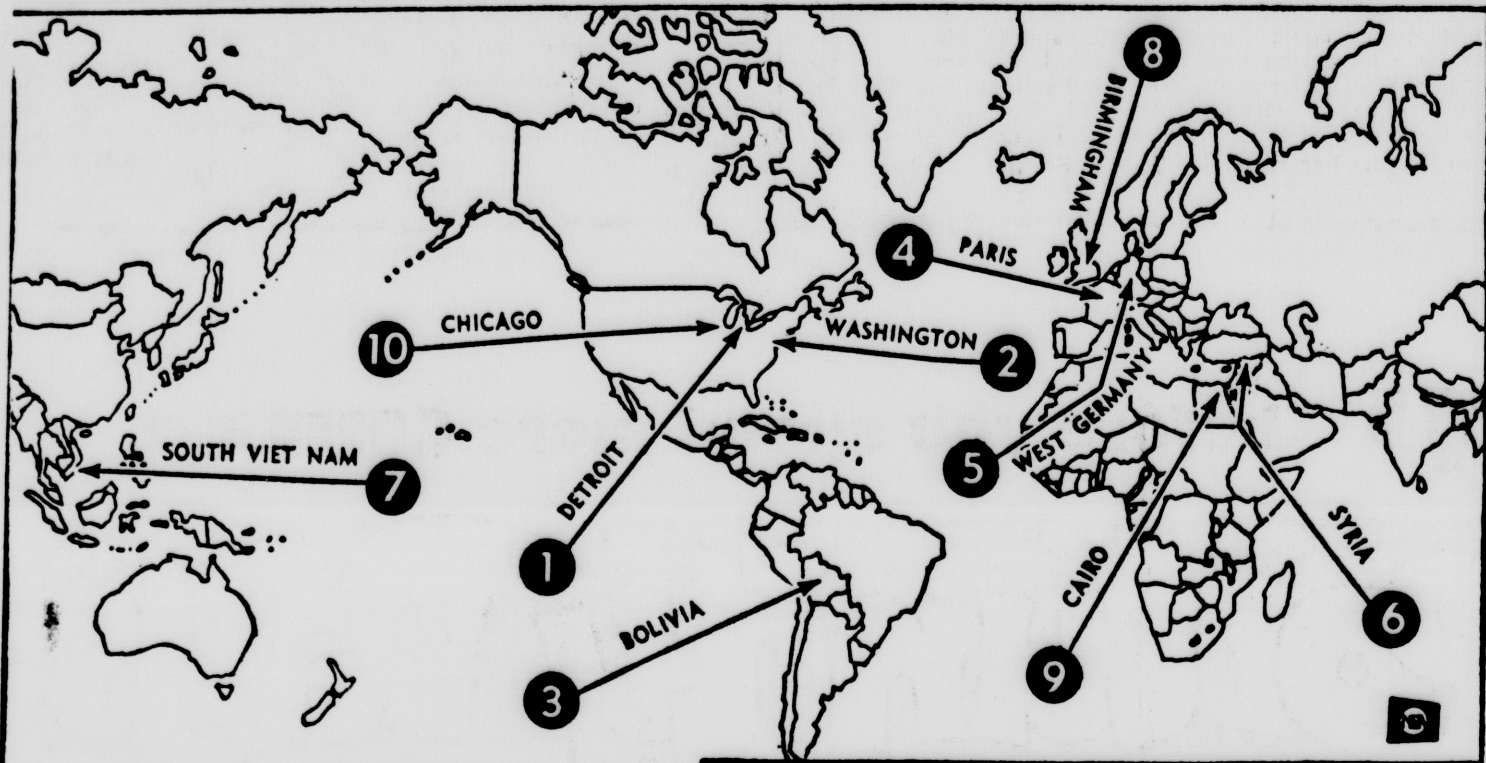 8
BIRMINGHAM
4
PARIS
10
CHICAGO
WASHINGTON
2
5
WEST GERMANY
SOUTH VIET NAM
7
DETROIT
1
SYRIA
6
CAIRO
9
BOLIVIA
3